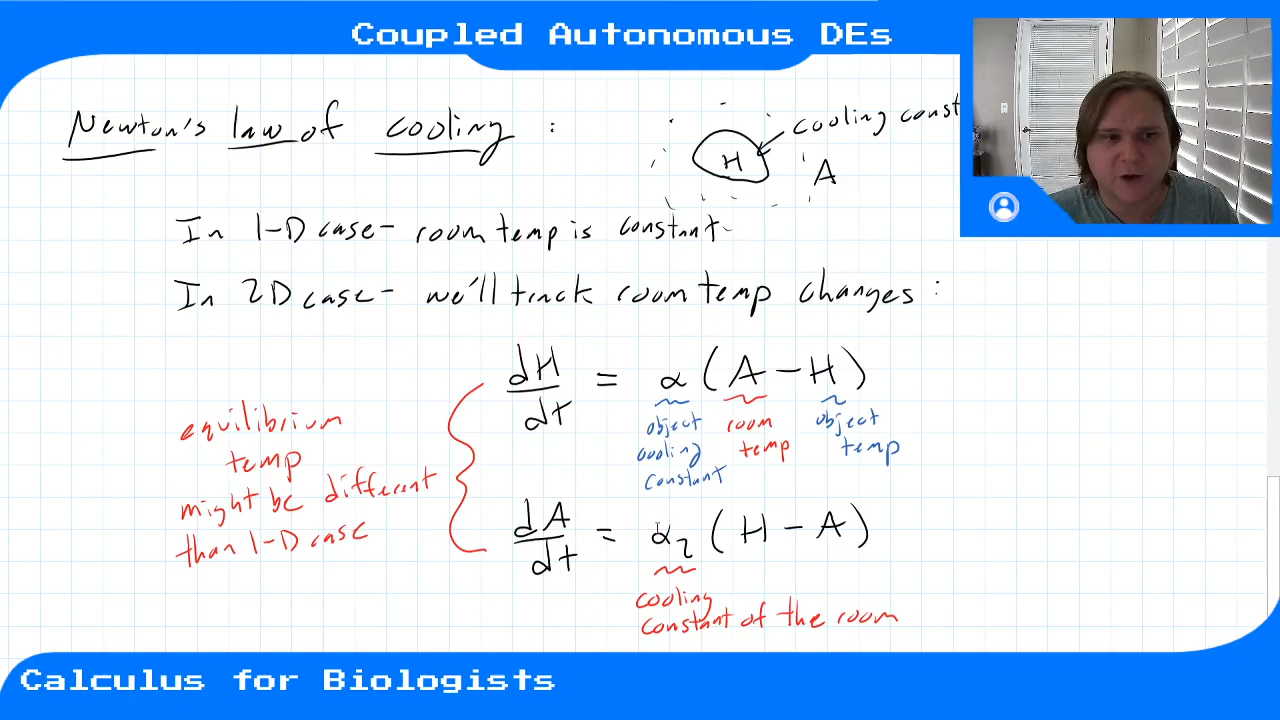 Coupled Autonomous DEs
Newton's law of cooling :
cooling const
H
A
In 1-D case - room temp is constant.
In 2D case - we'll track room temp changes :
dH/dt = α (A - H)
object cooling constant
room temp
object temp
equilibrium
temp
might be different
than 1-D case
dA/dt = α₂ (H - A)
cooling
constant of the room
Calculus for Biologists